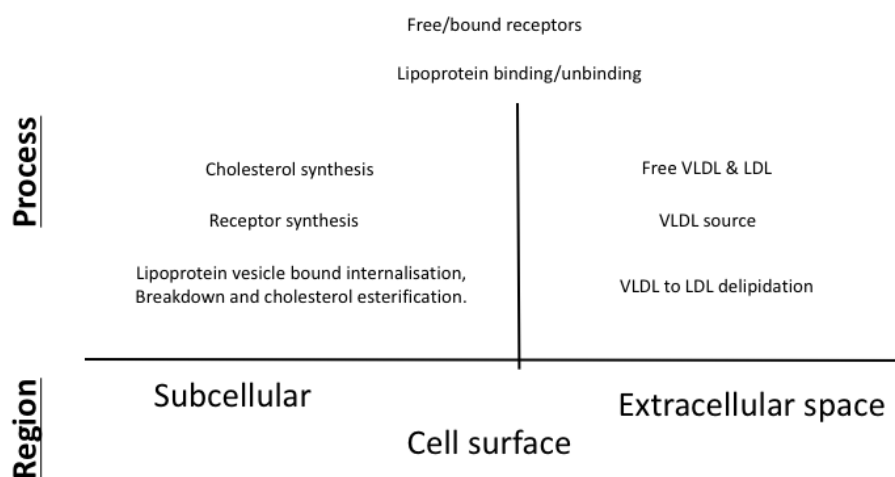 Free/bound receptors
Lipoprotein binding/unbinding
Process
Cholesterol synthesis
Free VLDL & LDL
Receptor synthesis
VLDL source
Lipoprotein vesicle bound internalisation,
Breakdown and cholesterol esterification.
VLDL to LDL delipidation
Region
Subcellular
Extracellular space
Cell surface